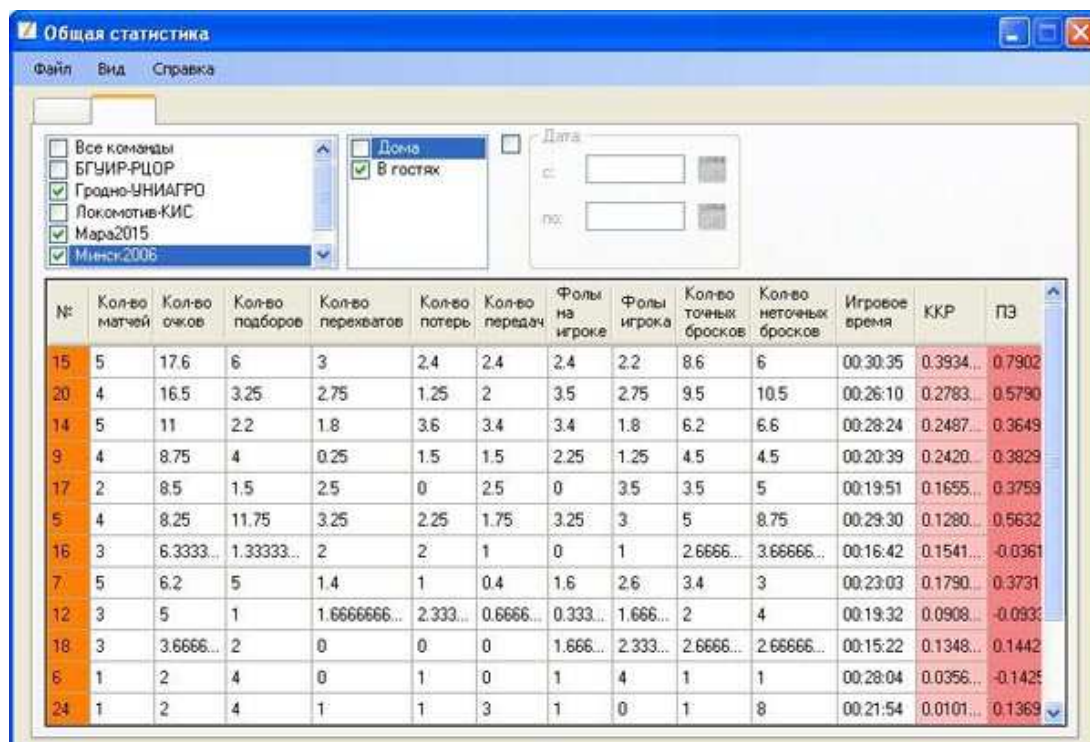 Общая статистика
Файл Вид Справка
Все команды
БГУИР-РЦОР
Гродно-УНИАГРО
Локомотив-КИС
Мара2015
Минск2006
Дома
В гостях
Дата
с:
по:
№ Кол-во матчей Кол-во очков Кол-во подборов Кол-во перехватов Кол-во потерь Кол-во передач Фолы на игроке Фолы игрока Кол-во точных бросков Кол-во неточных бросков Игровое время ККР ПЭ
15 5 17.6 6 3 2.4 2.4 2.4 2.2 8.6 6 00:30:35 0.3934... 0.7902
20 4 16.5 3.25 2.75 1.25 2 3.5 2.75 9.5 10.5 00:26:10 0.2783... 0.5790
14 5 11 2.2 1.8 3.6 3.4 3.4 1.8 6.2 6.6 00:28:24 0.2487... 0.3649
9 4 8.75 4 0.25 1.5 1.5 2.25 1.25 4.5 4.5 00:20:39 0.2420... 0.3829
17 2 8.5 1.5 2.5 0 2.5 0 3.5 3.5 5 00:19:51 0.1655... 0.3759
5 4 8.25 11.75 3.25 2.25 1.75 3.25 3 5 8.75 00:29:30 0.1280... 0.5632
16 3 6.3333... 1.33333... 2 2 1 0 1 2.6666... 3.66666... 00:16:42 0.1541... -0.0361
7 5 6.2 5 1.4 1 0.4 1.6 2.6 3.4 3 00:23:03 0.1790... 0.3731
12 3 5 1 1.6666666... 2.333... 0.6666... 0.333... 1.666... 2 4 00:19:32 0.0908... -0.0933
18 3 3.6666... 2 0 0 0 1.666... 2.333... 2.6666... 2.66666... 00:15:22 0.1348... 0.1442
6 1 2 4 0 1 0 1 4 1 1 00:28:04 0.0356... -0.1425
24 1 2 4 1 1 3 1 0 1 8 00:21:54 0.0101... 0.1369